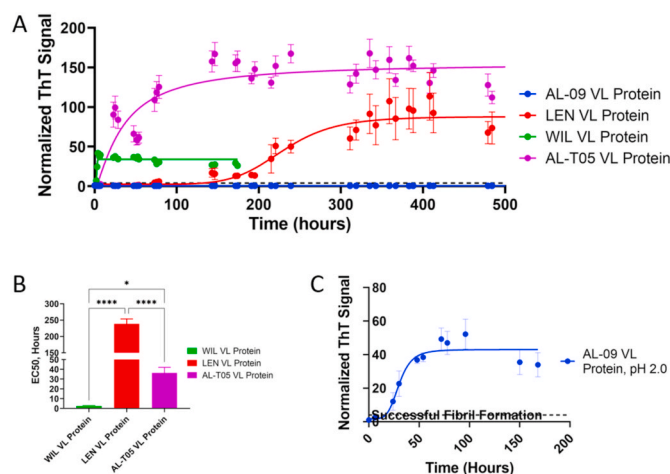 A
Normalized ThT Signal
200
150
100
50
0
0
100
200
300
400
500
Time (hours)
AL-09 VL Protein
LEN VL Protein
WIL VL Protein
AL-T05 VL Protein
B
EC50, Hours
300
250
200
150
100
50
40
30
20
10
0
*
****
****
WIL VL Protein
LEN VL Protein
AL-T05 VL Protein
WIL VL Protein
LEN VL Protein
AL-T05 VL Protein
C
Normalized ThT Signal
80
60
40
20
0
Successful Fibril Formation
0
50
100
150
200
Time (Hours)
AL-09 VL
Protein, pH 2.0